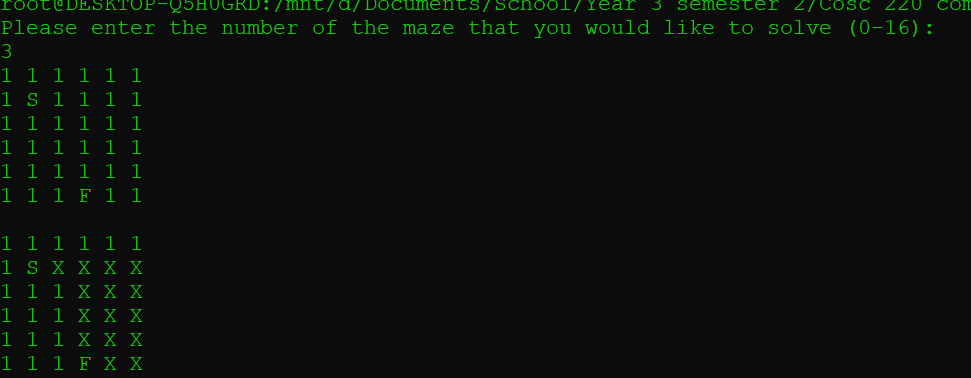 root@DESKTOP-Q5H0GRD:/mnt/d/Documents/School/Year 3 semester 2/Cosc 220 com
Please enter the number of the maze that you would like to solve (0-16):
3
1 1 1 1 1 1
1 S 1 1 1 1
1 1 1 1 1 1
1 1 1 1 1 1
1 1 1 1 1 1
1 1 1 F 1 1
1 1 1 1 1 1
1 S X X X X
1 1 1 X X X
1 1 1 X X X
1 1 1 X X X
1 1 1 F X X